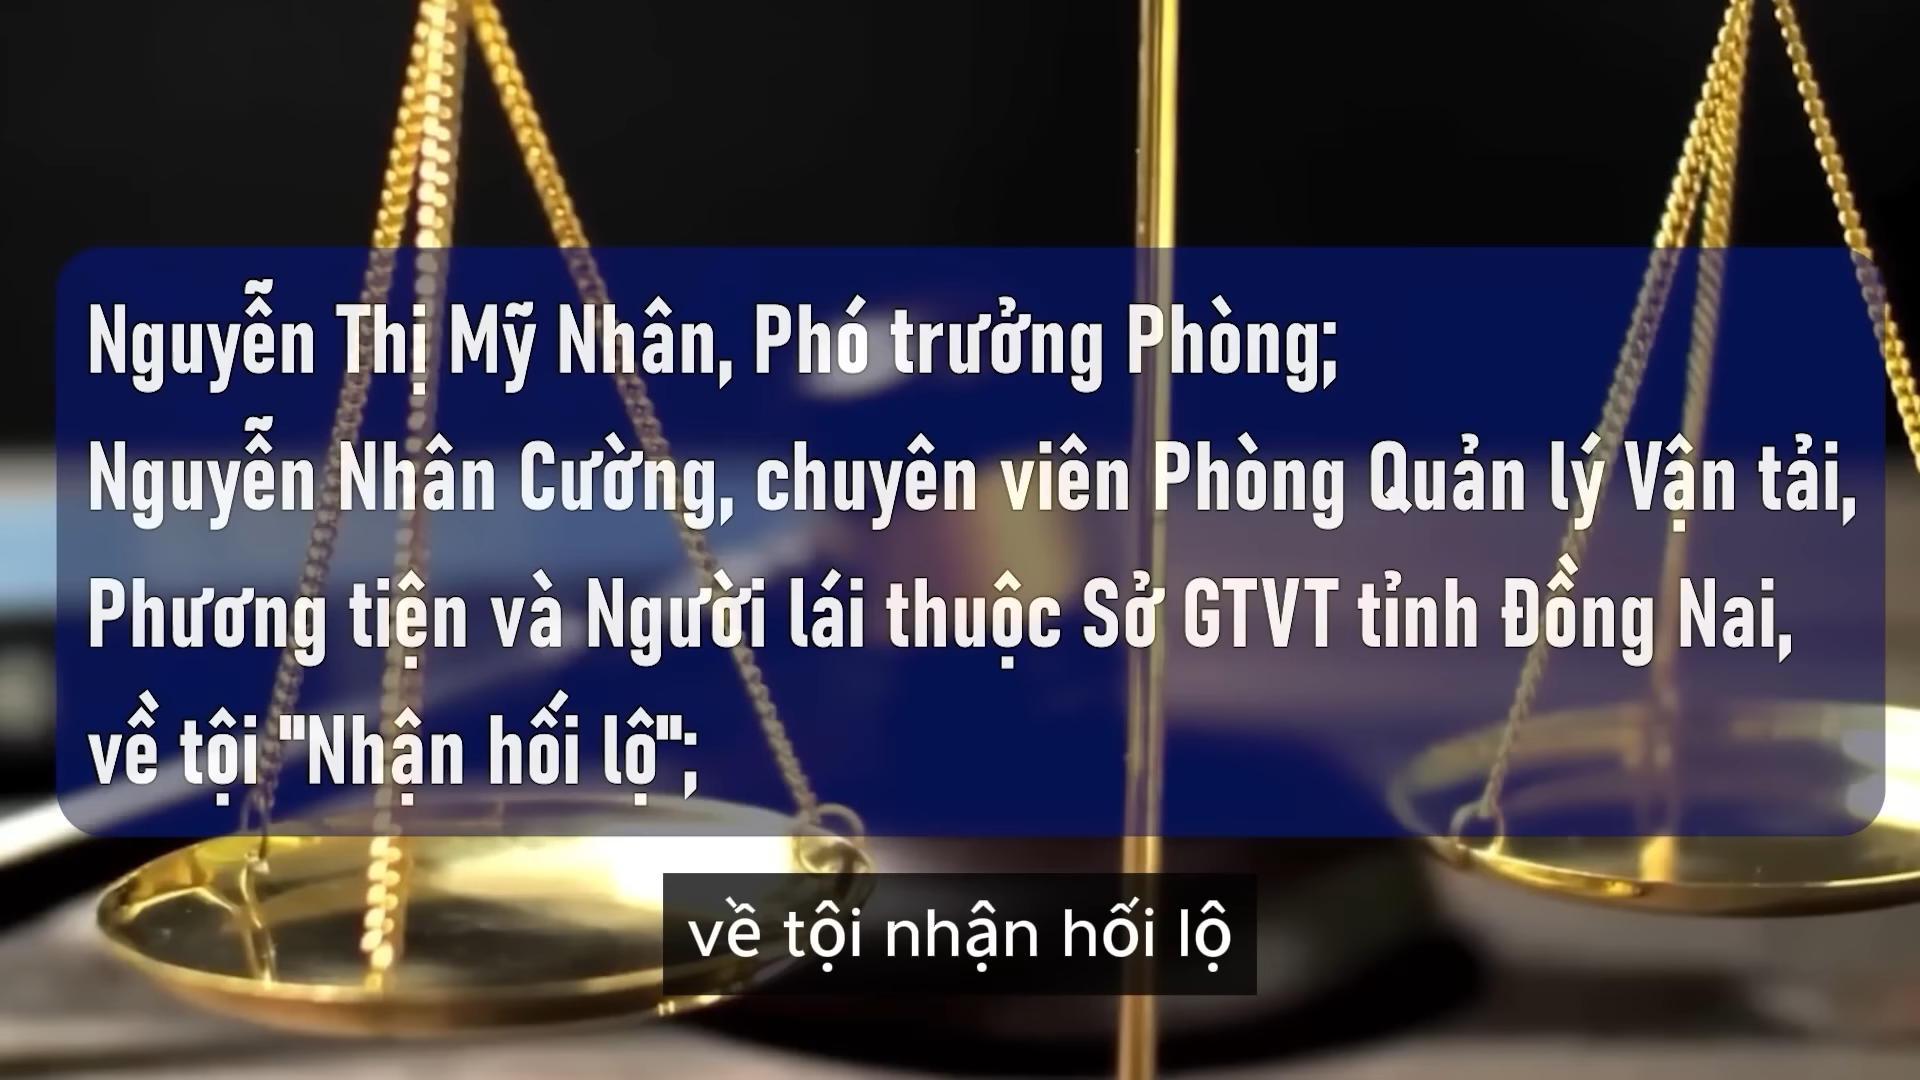 Nguyễn Thị Mỹ Nhân, Phó trưởng Phòng;
Nguyễn Nhân Cường, chuyên viên Phòng Quản lý Vận tải,
Phương tiện và Người lái thuộc Sở GTVT tỉnh Đồng Nai,
về tội "Nhận hối lộ";
về tội nhận hối lộ